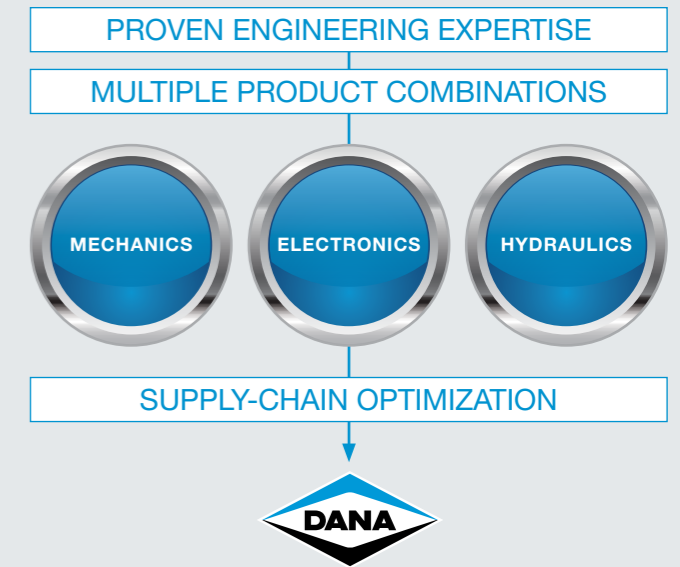 PROVEN ENGINEERING EXPERTISE
MULTIPLE PRODUCT COMBINATIONS
MECHANICS
ELECTRONICS
HYDRAULICS
SUPPLY-CHAIN OPTIMIZATION
DANA